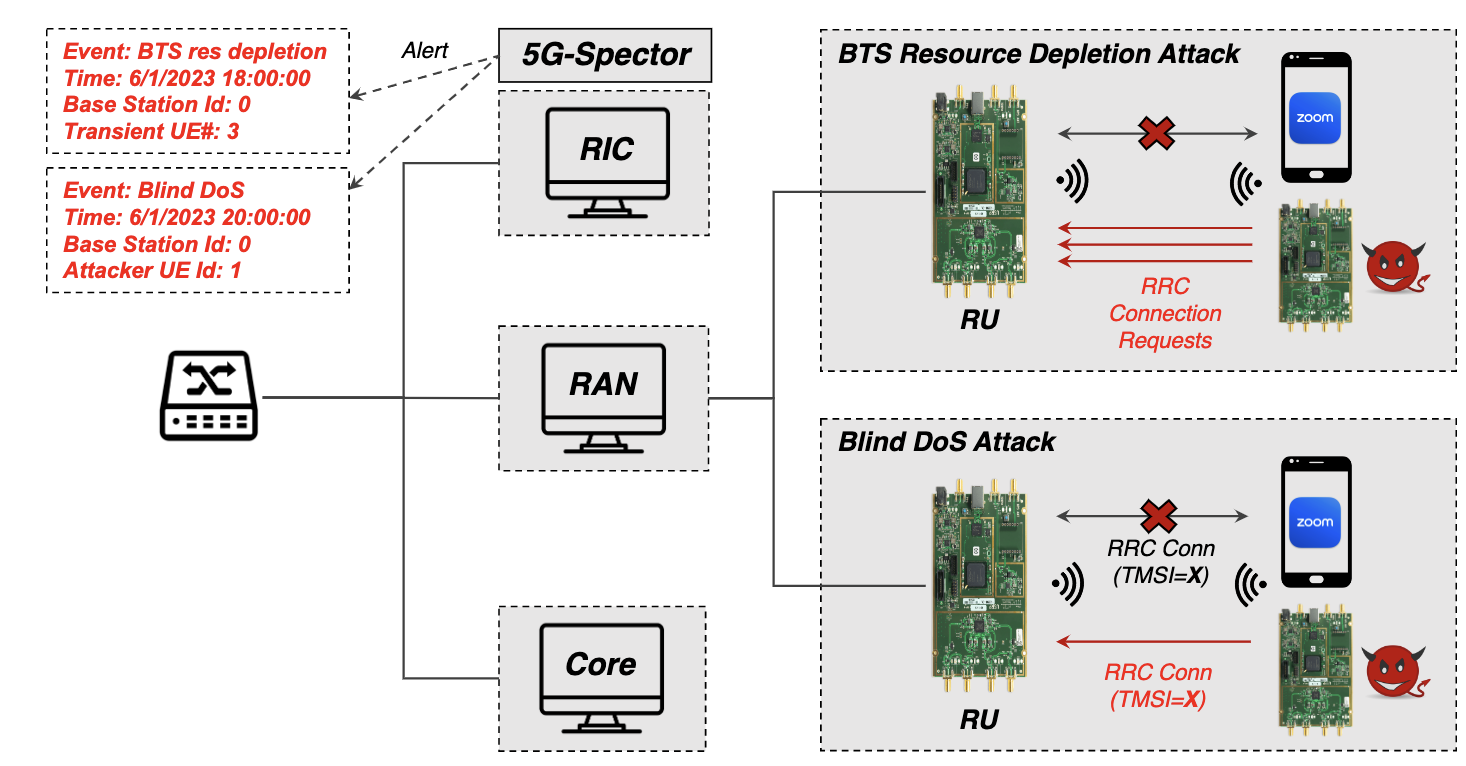 Event: BTS res depletion
Time: 6/1/2023 18:00:00
Base Station Id: 0
Transient UE#: 3
Alert
5G-Spector
Event: Blind DoS
Time: 6/1/2023 20:00:00
Base Station Id: 0
Attacker UE Id: 1
RIC
RAN
Core
BTS Resource Depletion Attack
zoom
RU
RRC
Connection
Requests
Blind DoS Attack
zoom
RRC Conn
(TMSI=X)
RRC Conn
(TMSI=X)
RU